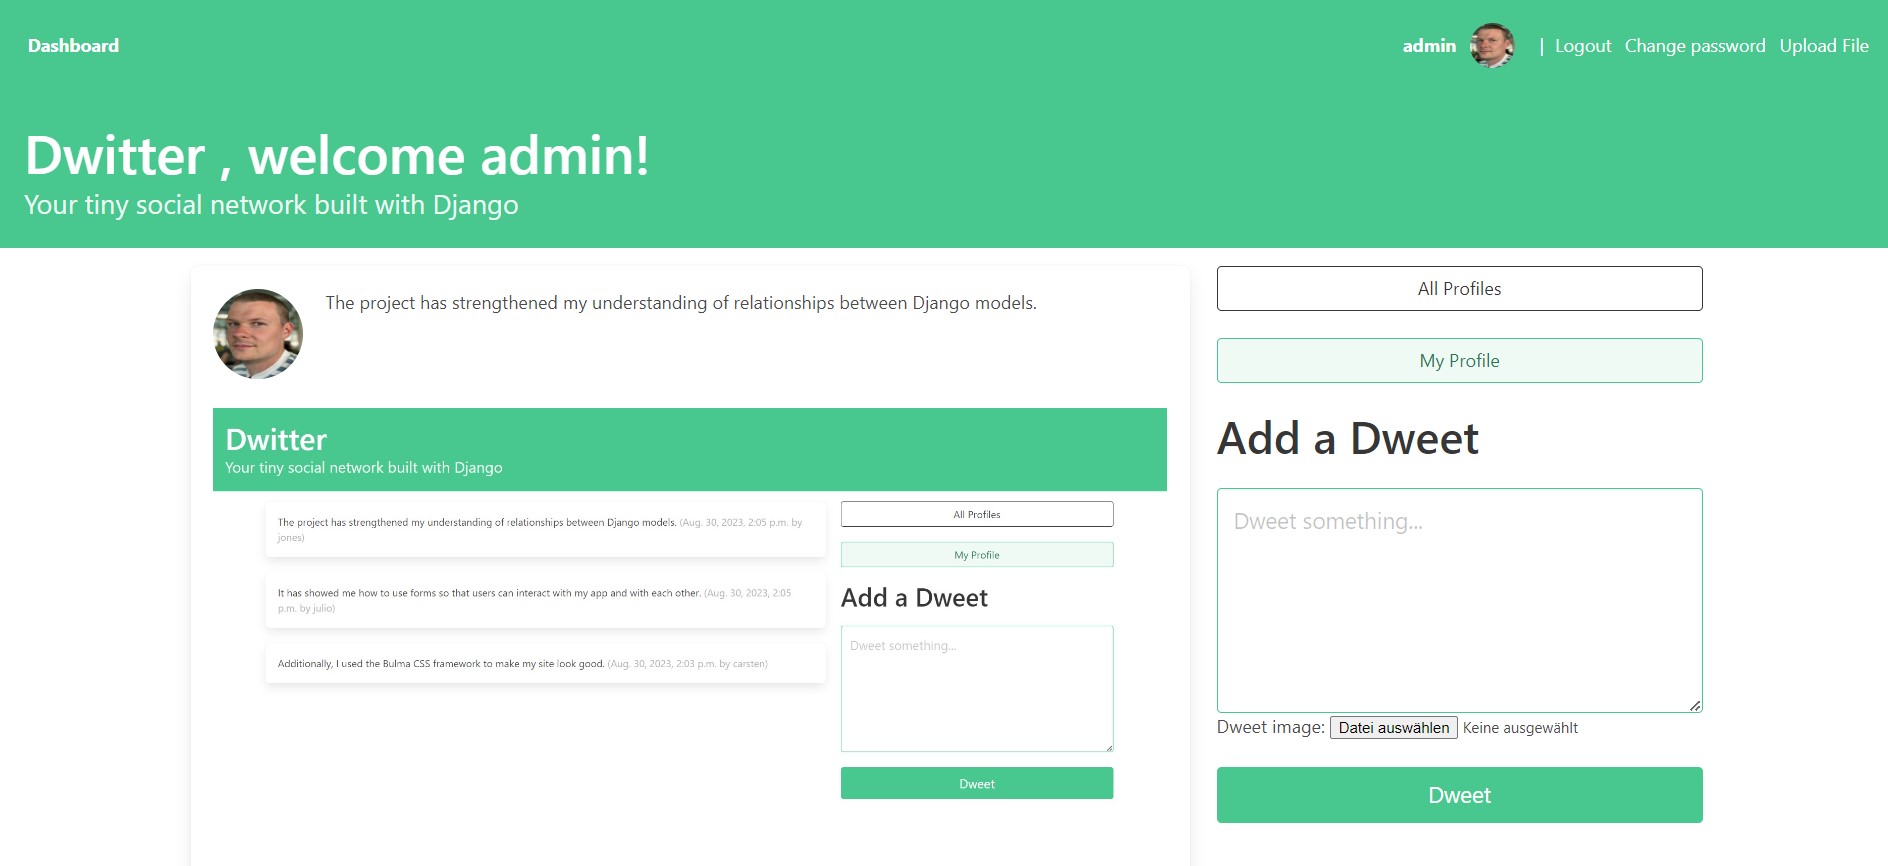 Dashboard
admin | Logout Change password Upload File
Dwitter , welcome admin!
Your tiny social network built with Django
The project has strengthened my understanding of relationships between Django models.
Dwitter
Your tiny social network built with Django
The project has strengthened my understanding of relationships between Django models. (Aug. 30, 2023, 2:05 p.m. by
jones)
It has showed me how to use forms so that users can interact with my app and with each other. (Aug. 30, 2023, 2:05
p.m. by julio)
Additionally, I used the Bulma CSS framework to make my site look good. (Aug. 30, 2023, 2:03 p.m. by carsten)
All Profiles
My Profile
Add a Dweet
Dweet something...
Dweet
All Profiles
My Profile
Add a Dweet
Dweet something...
Dweet image: Datei auswählen Keine ausgewählt
Dweet